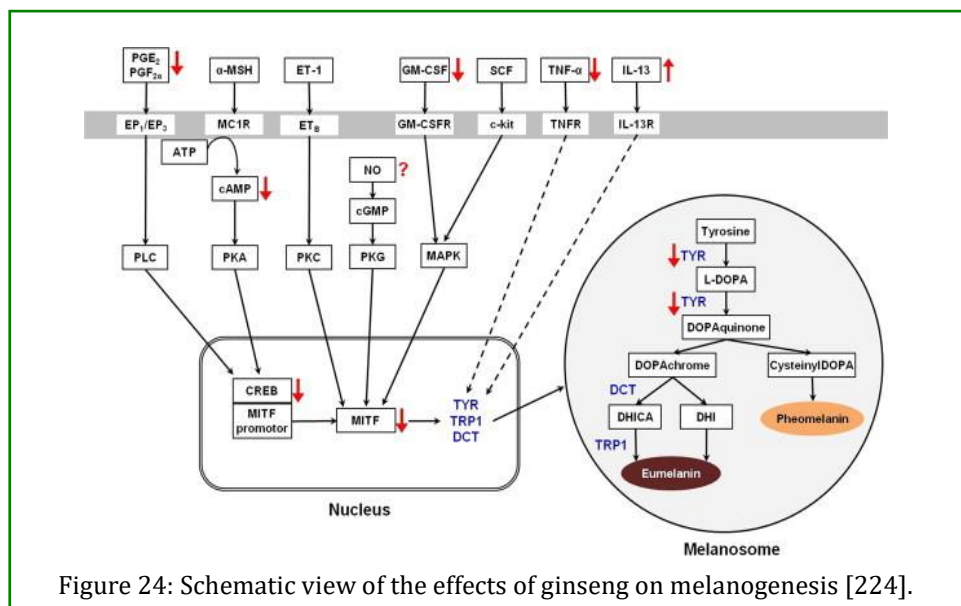 PGE2
PGF2α
α-MSH
ET-1
GM-CSF
SCF
TNF-α
IL-13
EP1/EP3
MC1R
ETB
GM-CSFR
c-kit
TNFR
IL-13R
ATP
cAMP
NO ?
cGMP
PLC
PKA
PKC
PKG
MAPK
CREB
MITF
promotor
MITF
TYR
TRP1
DCT
Nucleus
Tyrosine
TYR
L-DOPA
TYR
DOPAquinone
DOPAchrome
CysteinylDOPA
DCT
DHICA
DHI
Pheomelanin
TRP1
Eumelanin
Melanosome
Figure 24: Schematic view of the effects of ginseng on melanogenesis [224].